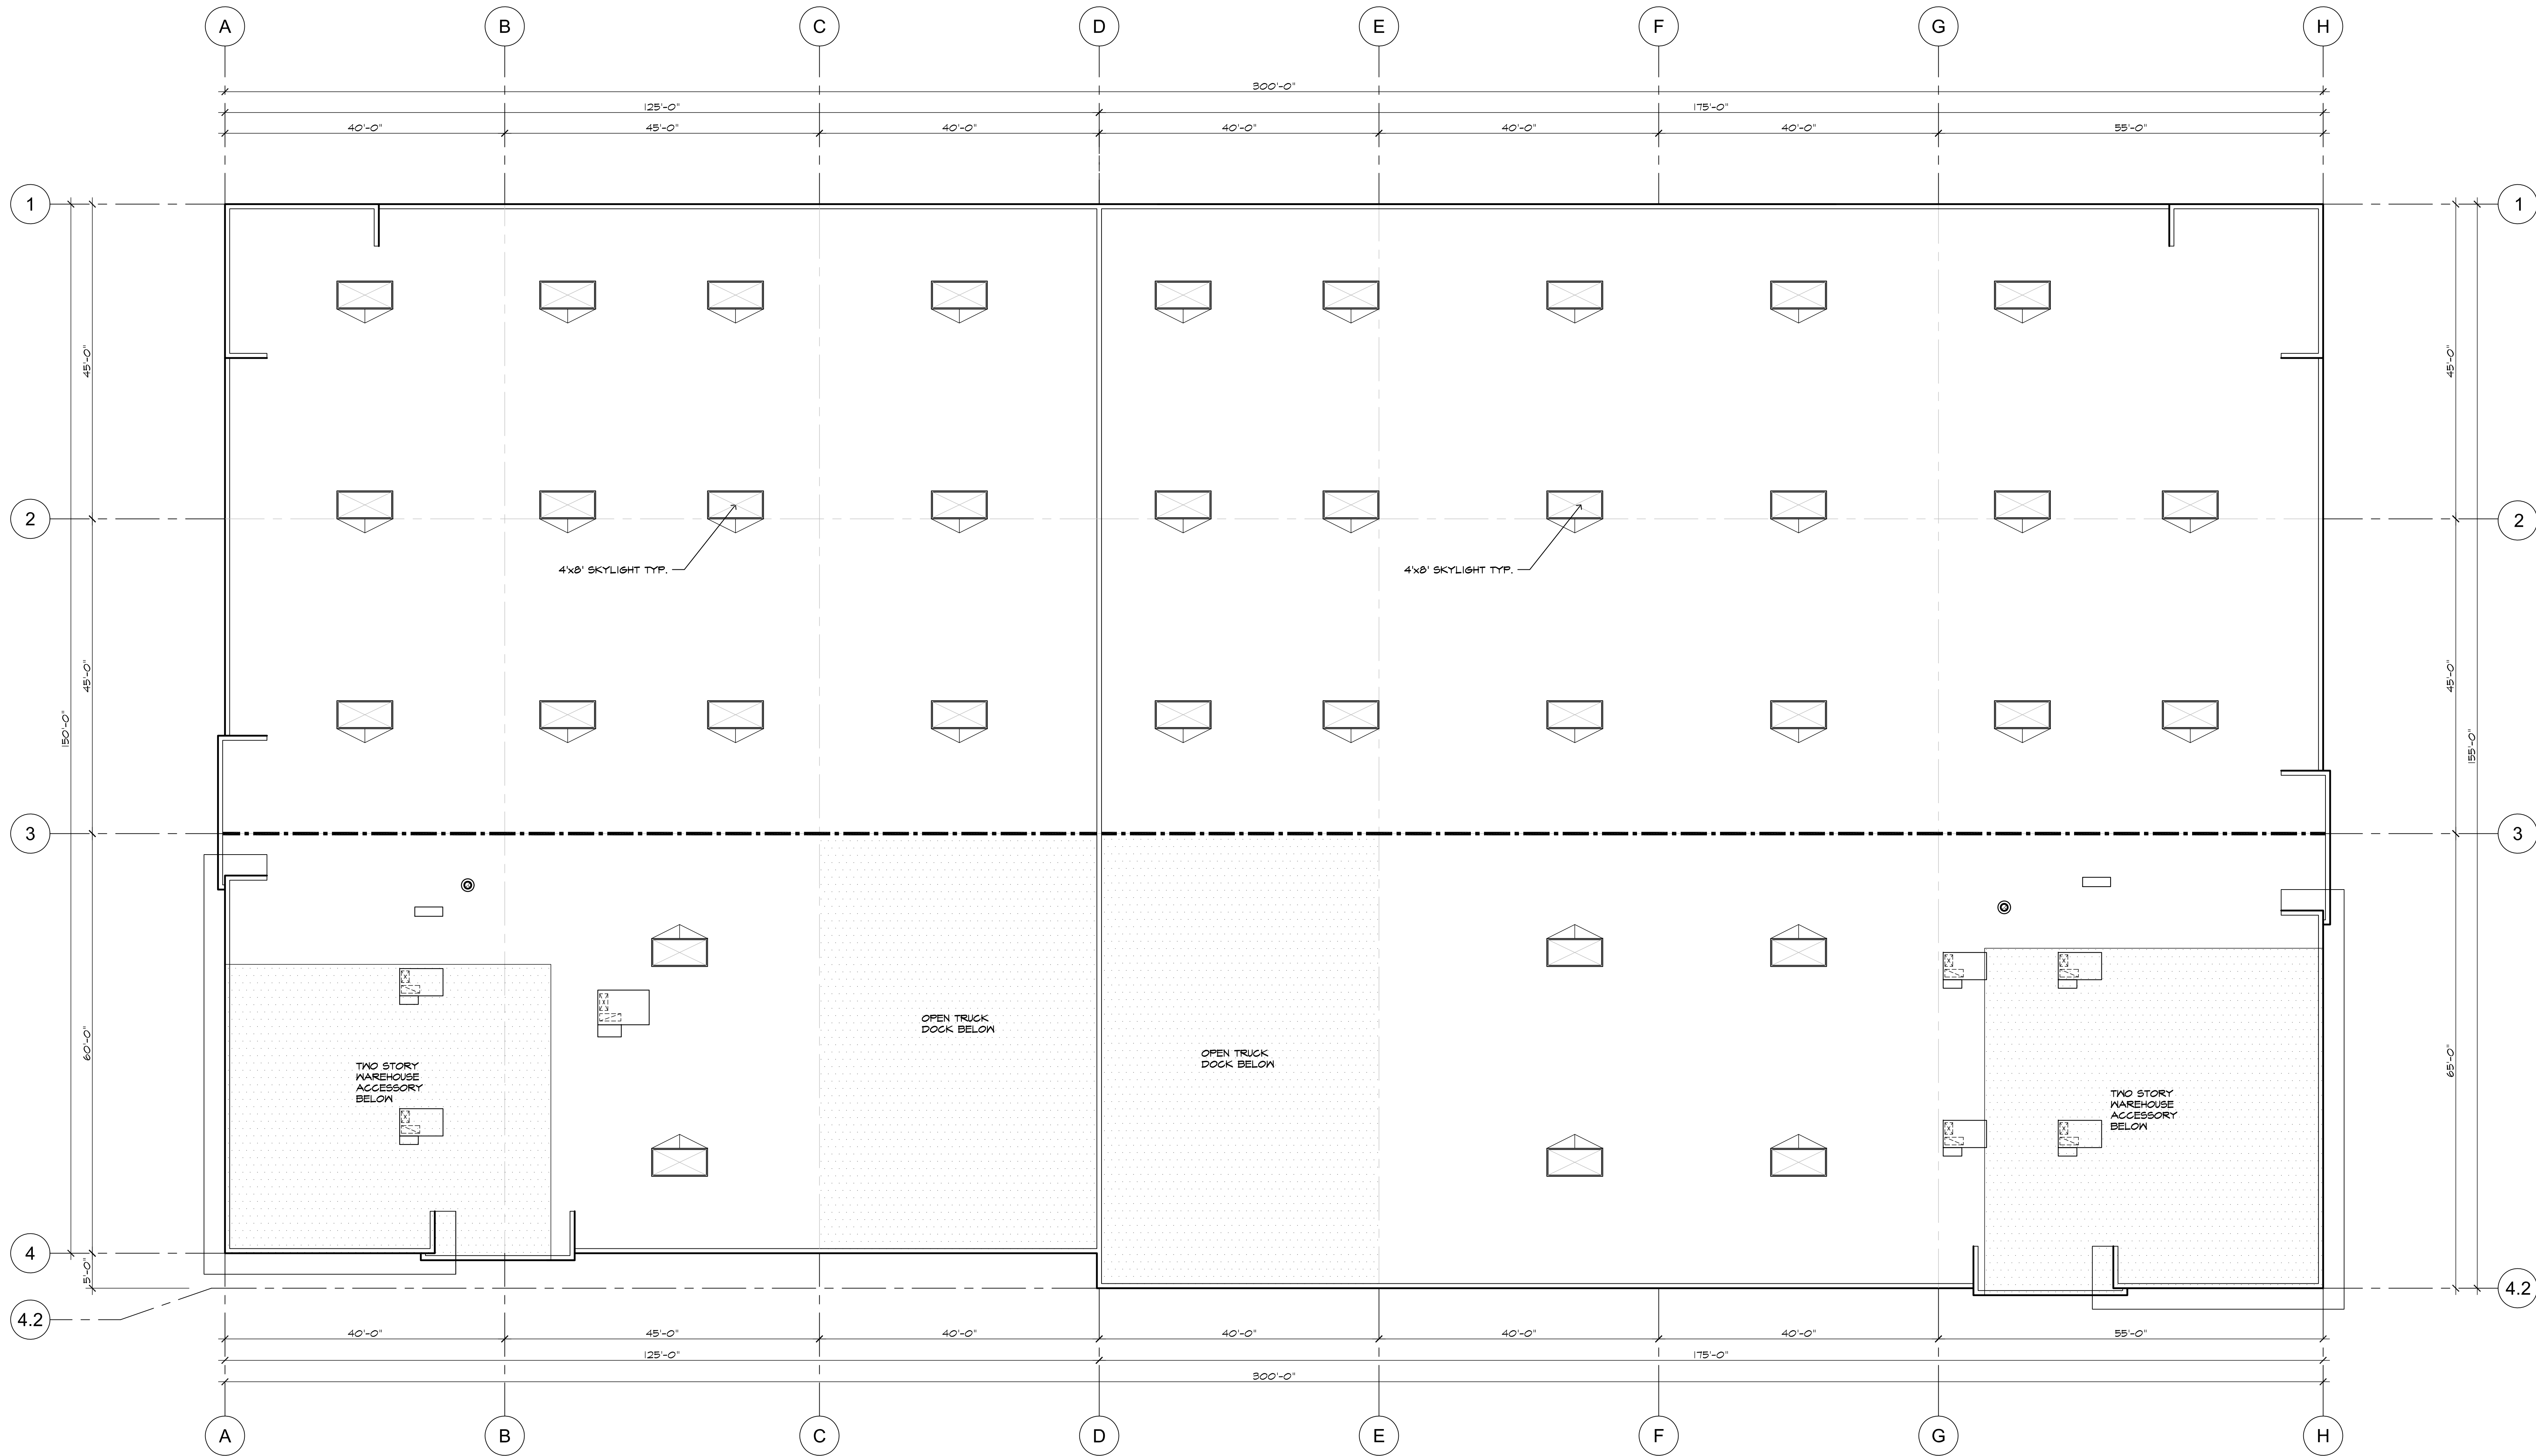 A B C D E F G H
300'-0"
125'-0" 175'-0"
40'-0" 45'-0" 40'-0" 40'-0" 40'-0" 40'-0" 55'-0"
1 1
45'-0" 45'-0"
2 2
4'x8' SKYLIGHT TYP. 4'x8' SKYLIGHT TYP.
45'-0" 45'-0"
150'-0" 155'-0"
3 3
OPEN TRUCK
DOCK BELOW
OPEN TRUCK
DOCK BELOW
60'-0" 65'-0"
TWO STORY
WAREHOUSE
ACCESSORY
BELOW
TWO STORY
WAREHOUSE
ACCESSORY
BELOW
4
5'-0"
4.2 4.2
40'-0" 45'-0" 40'-0" 40'-0" 40'-0" 40'-0" 55'-0"
125'-0" 175'-0"
300'-0"
A B C D E F G H